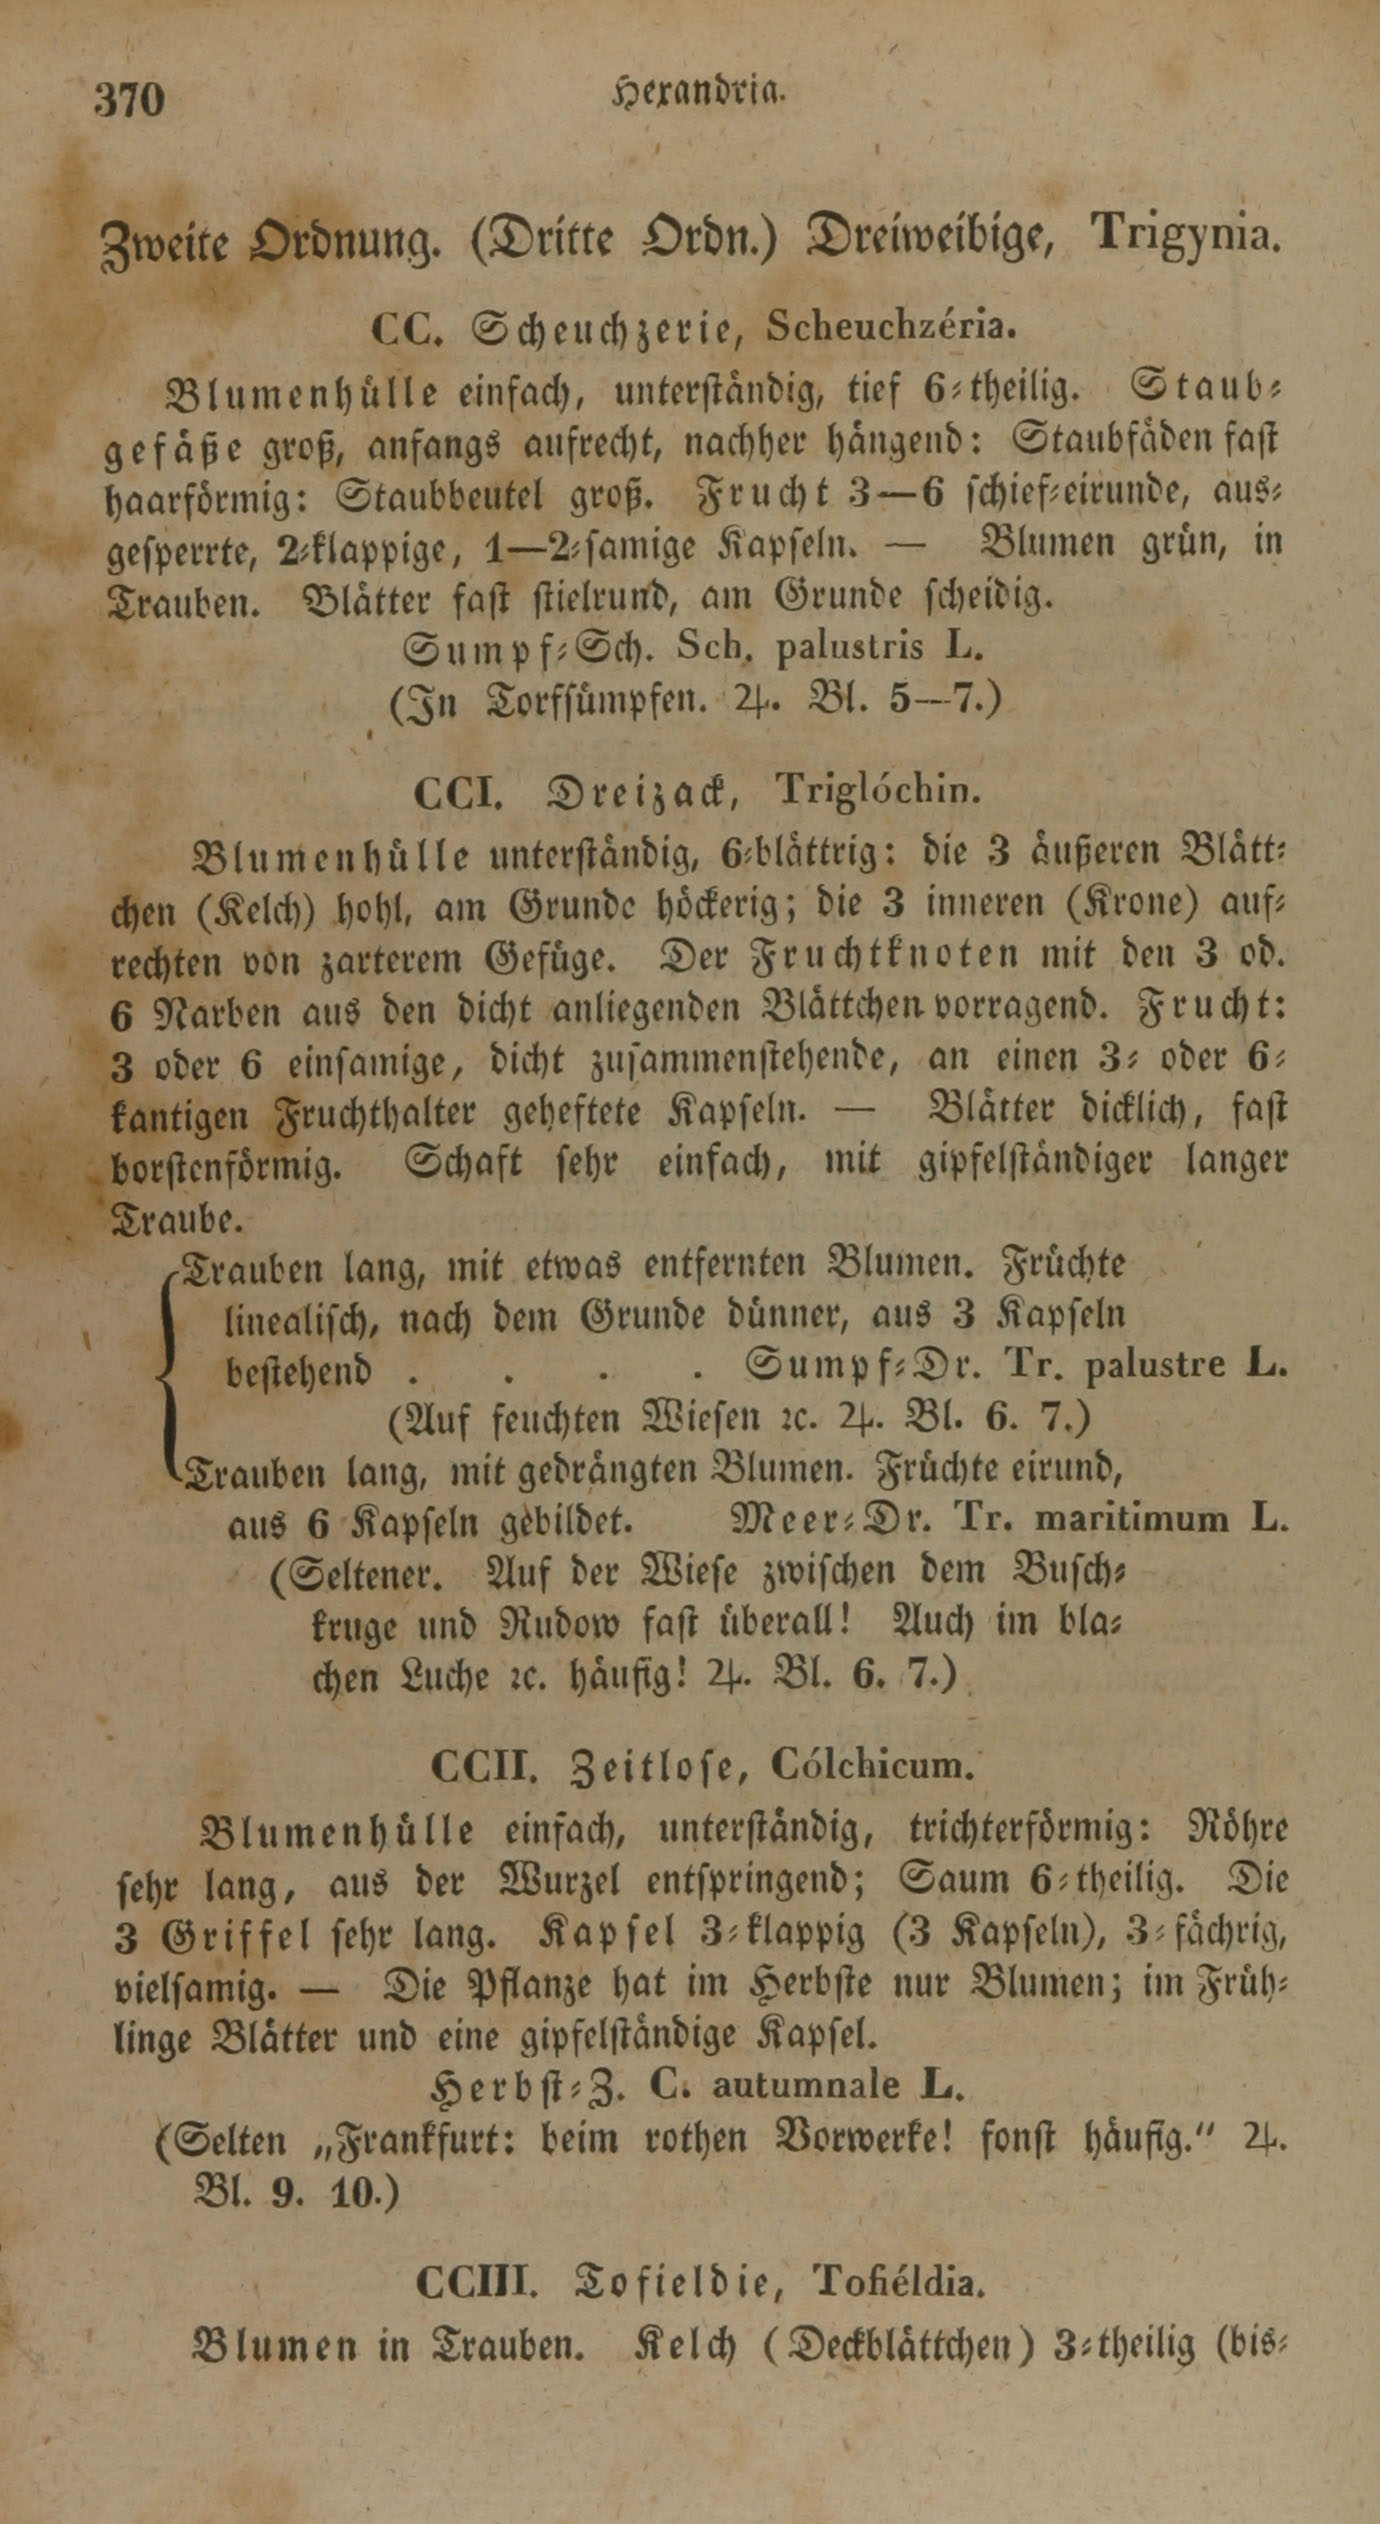 370 Hexandria.
Zweite Ordnung. (Dritte Ordn.) Dreiweibige, Trigynia.
CC. Scheuchzerie, Scheuchzéria.
Blumenhülle einfach, unterständig, tief 6-theilig. Staub-
gefäße groß, anfangs aufrecht, nachher hängend: Staubfäden fast
haarförmig: Staubbeutel groß. Frucht 3—6 schief-eirunde, aus-
gesperrte, 2-klappige, 1—2-samige Kapseln. — Blumen grün, in
Trauben. Blätter fast stielrund, am Grunde scheidig.
Sumpf-Sch. Sch. palustris L.
(In Torfsümpfen. ♃. Bl. 5—7.)
CCI. Dreizack, Triglóchin.
Blumenhülle unterständig, 6-blättrig: die 3 äußeren Blätt-
chen (Kelch) hohl, am Grunde höckerig; die 3 inneren (Krone) auf-
rechten von zarterem Gefüge. Der Fruchtknoten mit den 3 od.
6 Narben aus den dicht anliegenden Blättchen vorragend. Frucht:
3 oder 6 einsamige, dicht zusammenstehende, an einen 3- oder 6-
kantigen Fruchthalter geheftete Kapseln. — Blätter dicklich, fast
borstenförmig. Schaft sehr einfach, mit gipfelständiger langer
Traube.
Trauben lang, mit etwas entfernten Blumen. Früchte
linealisch, nach dem Grunde dünner, aus 3 Kapseln
bestehend . . . . Sumpf-Dr. Tr. palustre L.
(Auf feuchten Wiesen ꝛc. ♃. Bl. 6. 7.)
Trauben lang, mit gedrängten Blumen. Früchte eirund,
aus 6 Kapseln gebildet. Meer-Dr. Tr. maritimum L.
(Seltener. Auf der Wiese zwischen dem Busch-
kruge und Rudow fast überall! Auch im bla-
chen Luche ꝛc. häufig! ♃. Bl. 6. 7.)
CCII. Zeitlose, Cólchicum.
Blumenhülle einfach, unterständig, trichterförmig: Röhre
sehr lang, aus der Wurzel entspringend; Saum 6-theilig. Die
3 Griffel sehr lang. Kapsel 3-klappig (3 Kapseln), 3-fächrig,
vielsamig. — Die Pflanze hat im Herbste nur Blumen; im Früh-
linge Blätter und eine gipfelständige Kapsel.
Herbst-Z. C. autumnale L.
(Selten „Frankfurt: beim rothen Vorwerke! sonst häufig.“ ♃.
Bl. 9. 10.)
CCIII. Tofieldie, Tofiéldia.
Blumen in Trauben. Kelch (Deckblättchen) 3-theilig (bis-